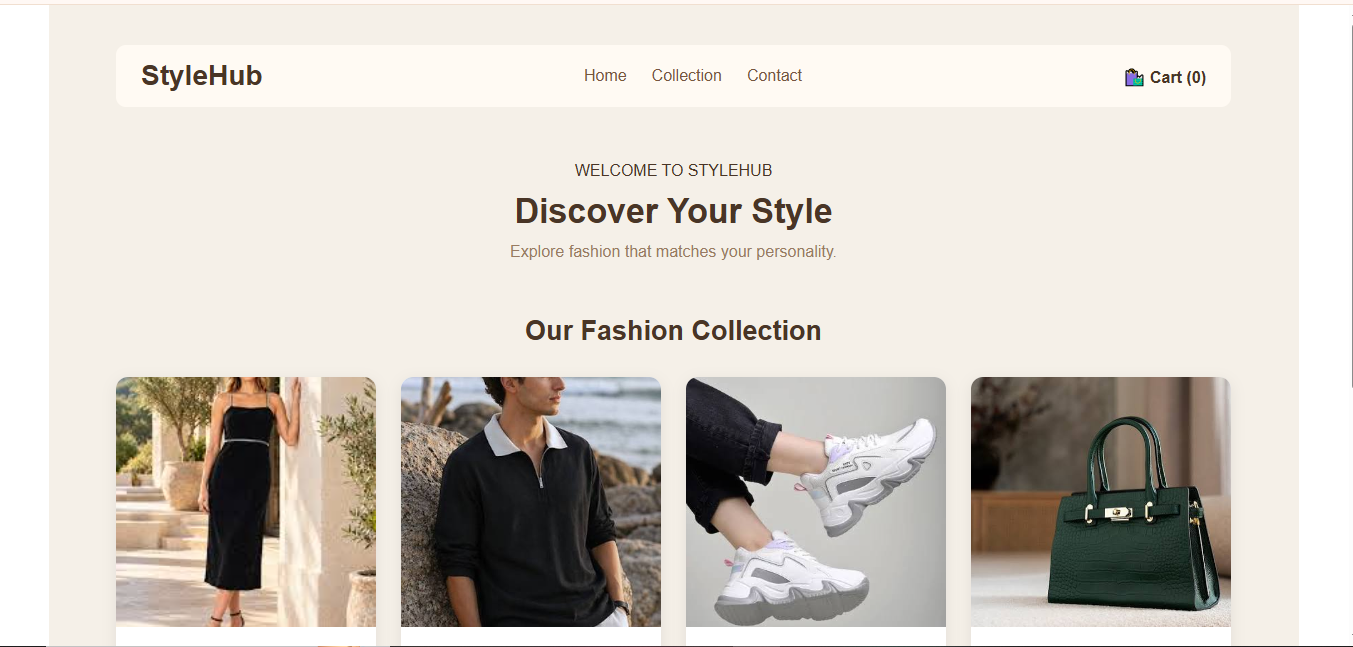 StyleHub
Home Collection Contact
Cart (0)
WELCOME TO STYLEHUB
Discover Your Style
Explore fashion that matches your personality.
Our Fashion Collection